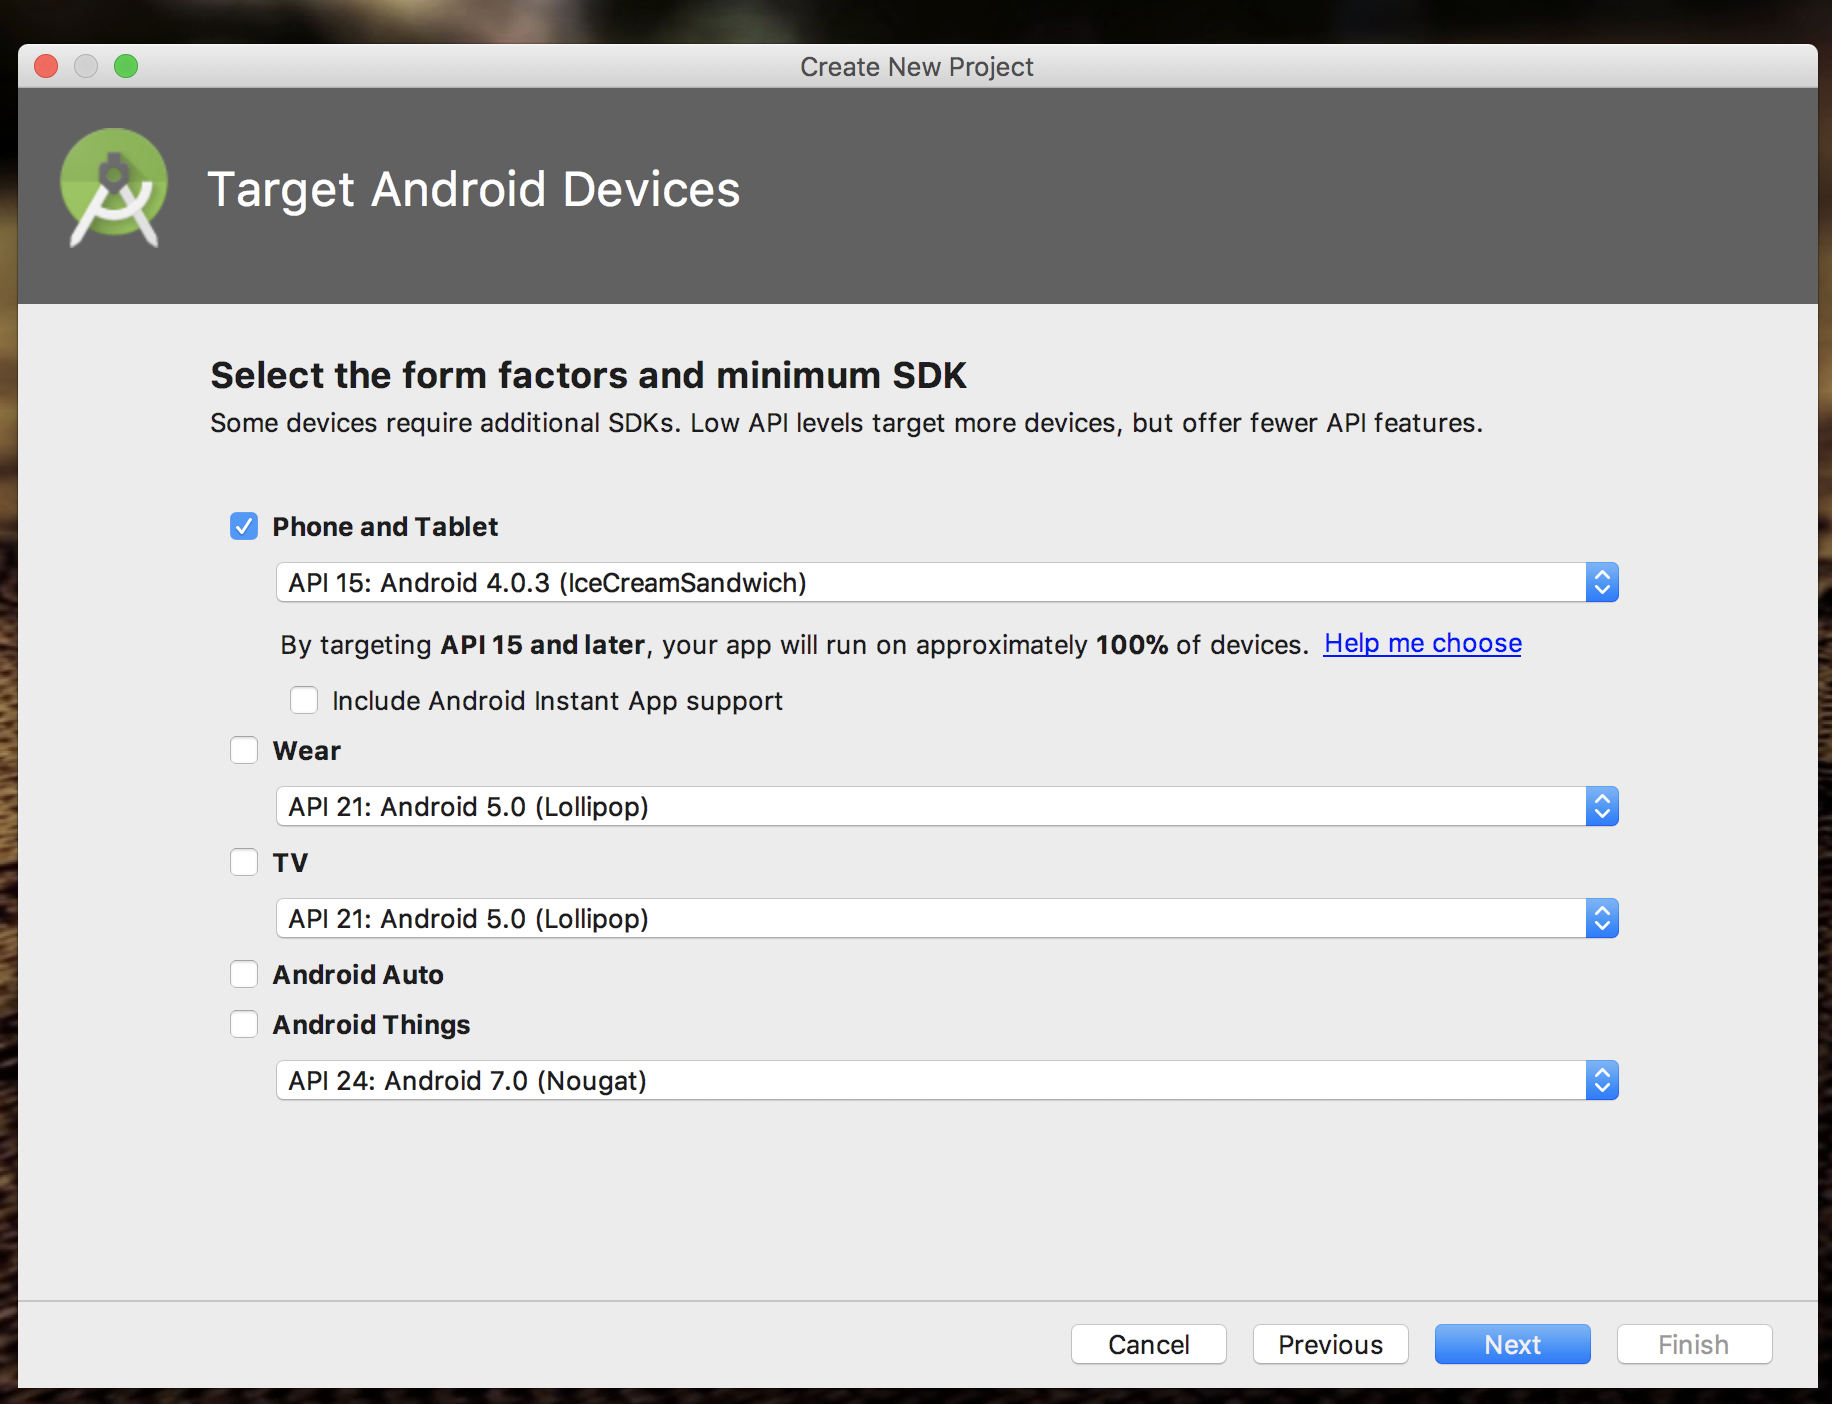 Create New Project
Target Android Devices
Select the form factors and minimum SDK
Some devices require additional SDKs. Low API levels target more devices, but offer fewer API features.
Phone and Tablet
API 15: Android 4.0.3 (IceCreamSandwich)
By targeting API 15 and later, your app will run on approximately 100% of devices. Help me choose
Include Android Instant App support
Wear
API 21: Android 5.0 (Lollipop)
TV
API 21: Android 5.0 (Lollipop)
Android Auto
Android Things
API 24: Android 7.0 (Nougat)
Cancel Previous Next Finish